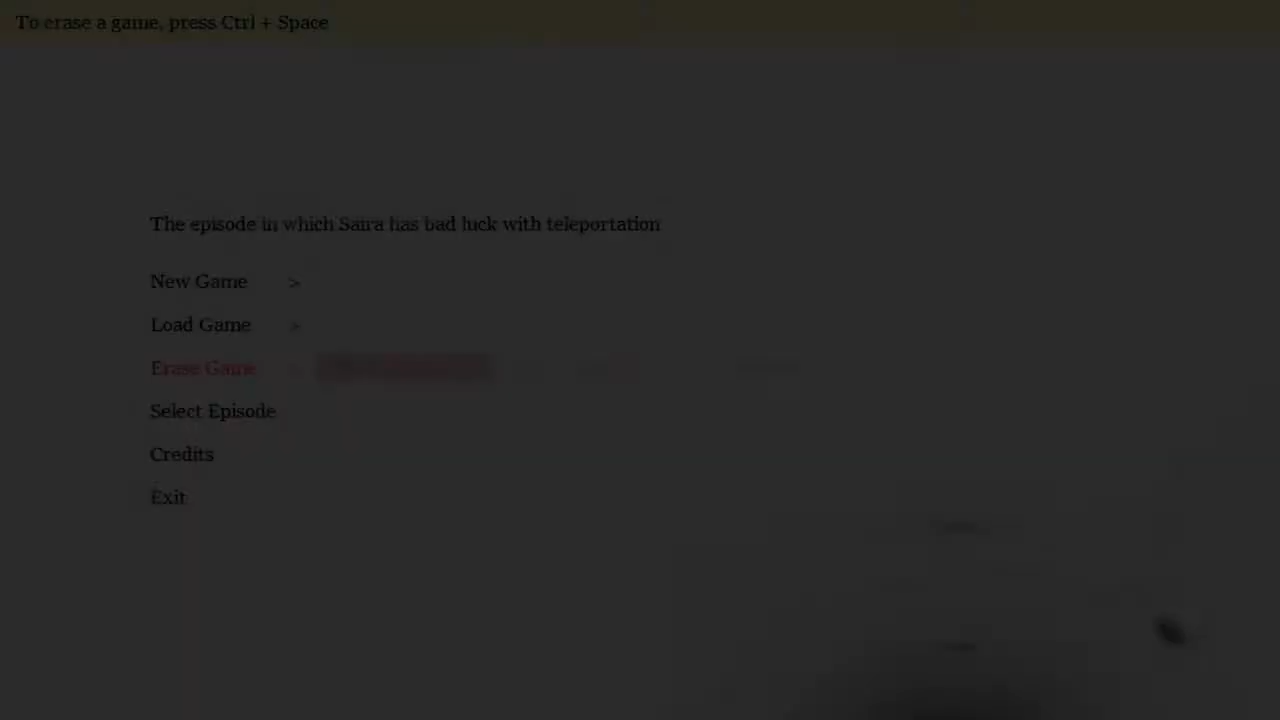 To erase a game, press Ctrl + Space
The episode in which Saira has bad luck with teleportation
New Game >
Load Game >
Erase Game
Select Episode
Credits
Exit